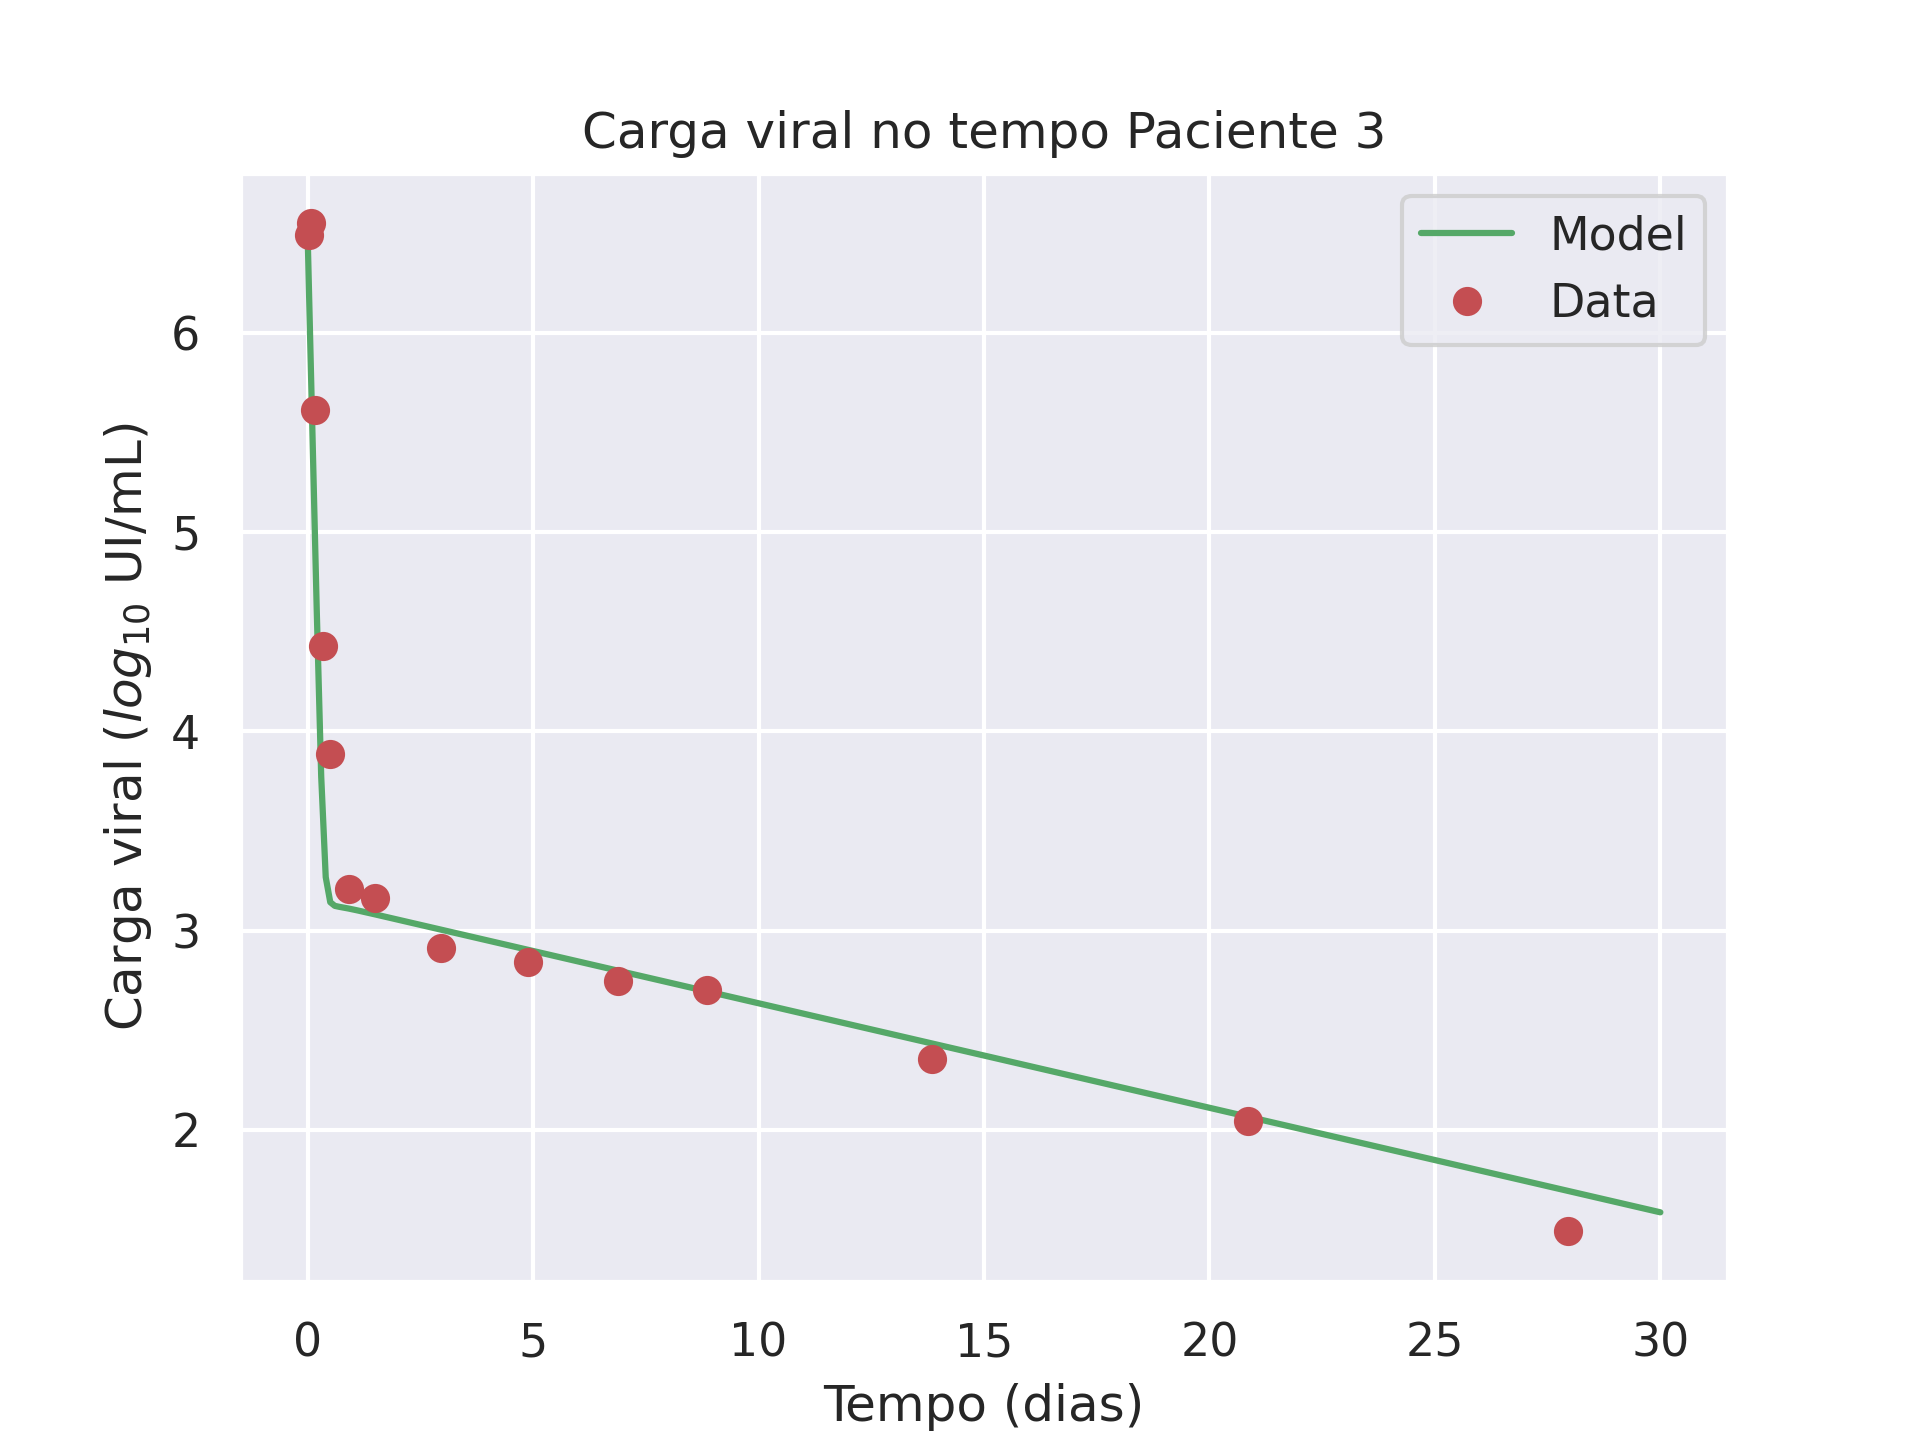 Carga viral no tempo Paciente 3
Model
Data
Carga viral (log₁₀ UI/mL)
6
5
4
3
2
0 5 10 15 20 25 30
Tempo (dias)